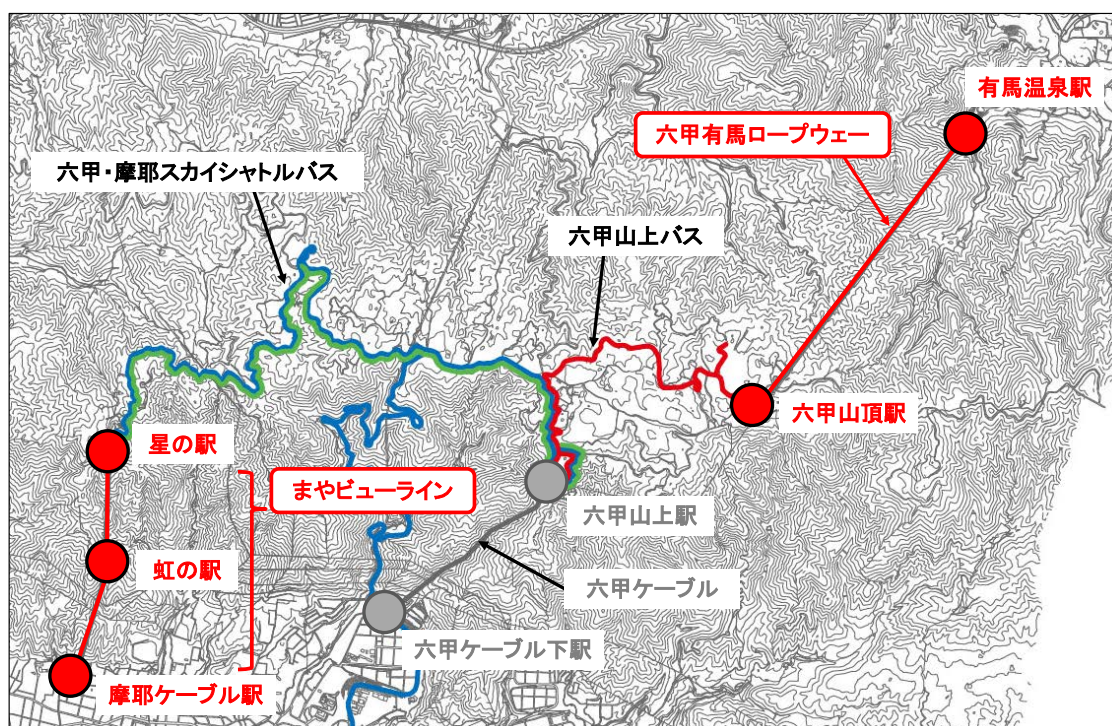 有馬温泉駅
六甲有馬ロープウェー
六甲・摩耶スカイシャトルバス
六甲山上バス
六甲山頂駅
星の駅
まやビューライン
六甲山上駅
虹の駅
六甲ケーブル
六甲ケーブル下駅
摩耶ケーブル駅